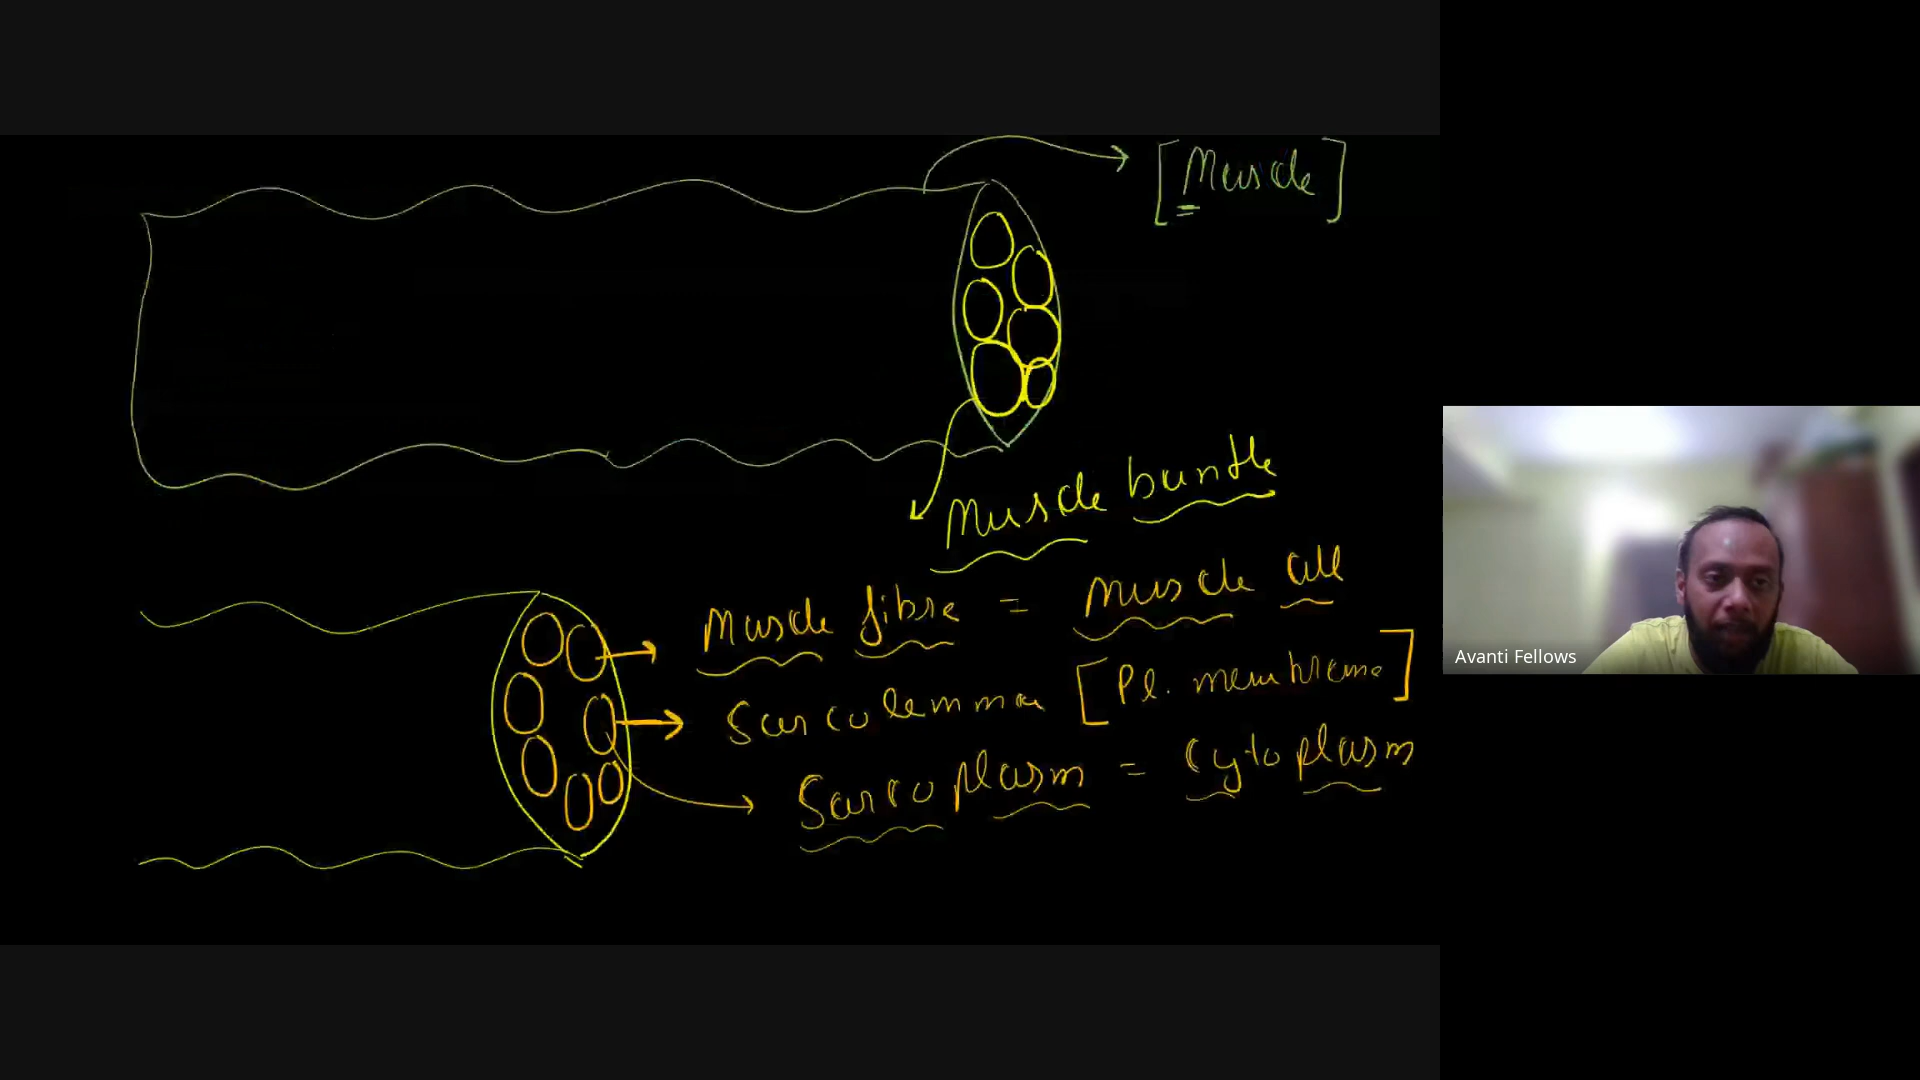 [Muscle]
Muscle bundle
Muscle fibre = Muscle cell
Sarcolemma [Pl. membrane]
Sarcoplasm = Cytoplasm
Avanti Fellows